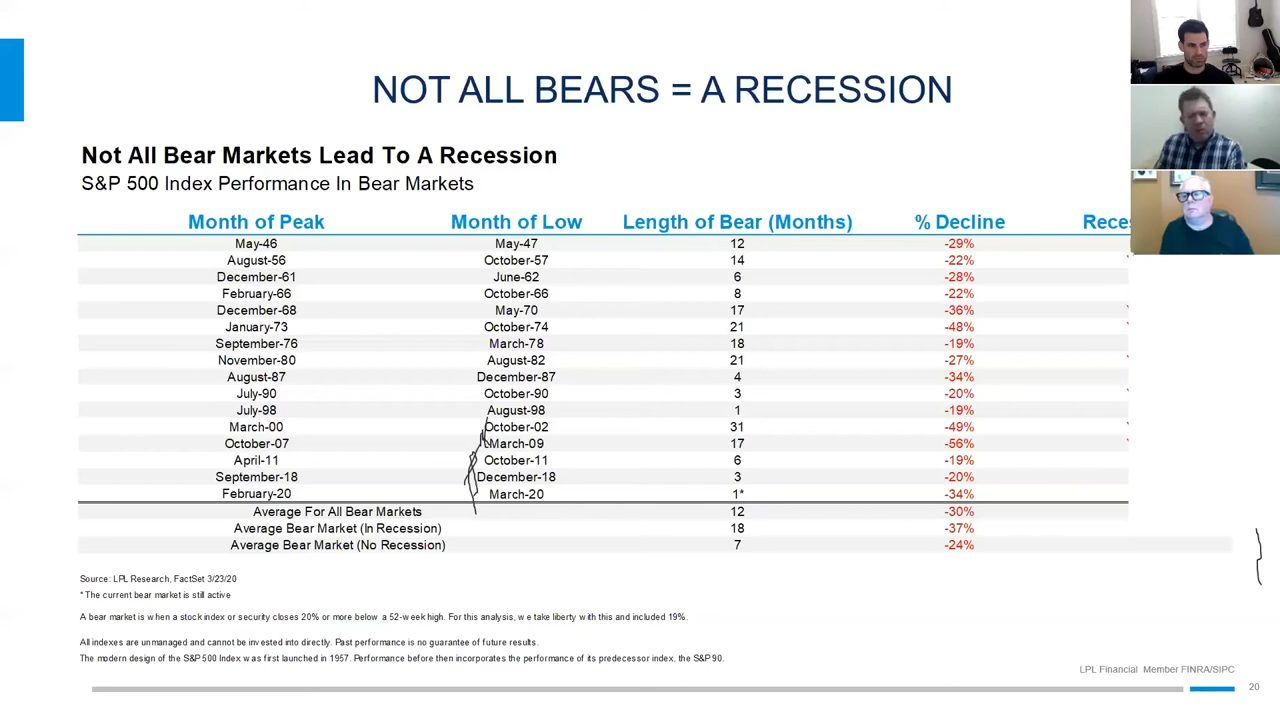 NOT ALL BEARS = A RECESSION
Not All Bear Markets Lead To A Recession
S&P 500 Index Performance In Bear Markets
Month of Peak Month of Low Length of Bear (Months) % Decline Reces
May-46 May-47 12 -29%
August-56 October-57 14 -22%
December-61 June-62 6 -28%
February-66 October-66 8 -22%
December-68 May-70 17 -36%
January-73 October-74 21 -48%
September-76 March-78 18 -19%
November-80 August-82 21 -27%
August-87 December-87 4 -34%
July-90 October-90 3 -20%
July-98 August-98 1 -19%
March-00 October-02 31 -49%
October-07 March-09 17 -56%
April-11 October-11 6 -19%
September-18 December-18 3 -20%
February-20 March-20 1* -34%
Average For All Bear Markets 12 -30%
Average Bear Market (In Recession) 18 -37%
Average Bear Market (No Recession) 7 -24%
Source: LPL Research, FactSet 3/23/20
* The current bear market is still active
A bear market is when a stock index or security closes 20% or more below a 52-week high. For this analysis, we take liberty with this and included 19%.
All indexes are unmanaged and cannot be invested into directly. Past performance is no guarantee of future results.
The modern design of the S&P 500 Index was first launched in 1957. Performance before then incorporates the performance of its predecessor index, the S&P 90.
LPL Financial Member FINRA/SIPC
20